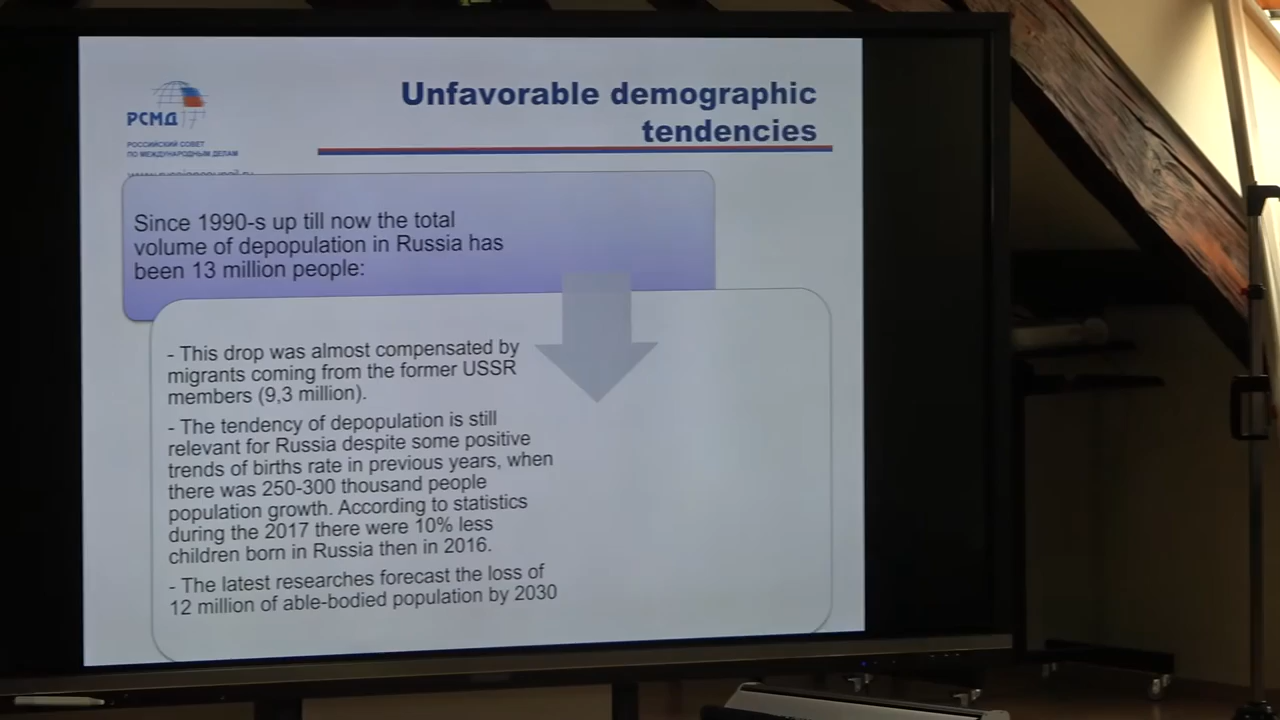 РСМД
РОССИЙСКИЙ СОВЕТ
ПО МЕЖДУНАРОДНЫМ ДЕЛАМ
Unfavorable demographic
tendencies
Since 1990-s up till now the total
volume of depopulation in Russia has
been 13 million people:
- This drop was almost compensated by
migrants coming from the former USSR
members (9,3 million).
- The tendency of depopulation is still
relevant for Russia despite some positive
trends of births rate in previous years, when
there was 250-300 thousand people
population growth. According to statistics
during the 2017 there were 10% less
children born in Russia then in 2016.
- The latest researches forecast the loss of
12 million of able-bodied population by 2030